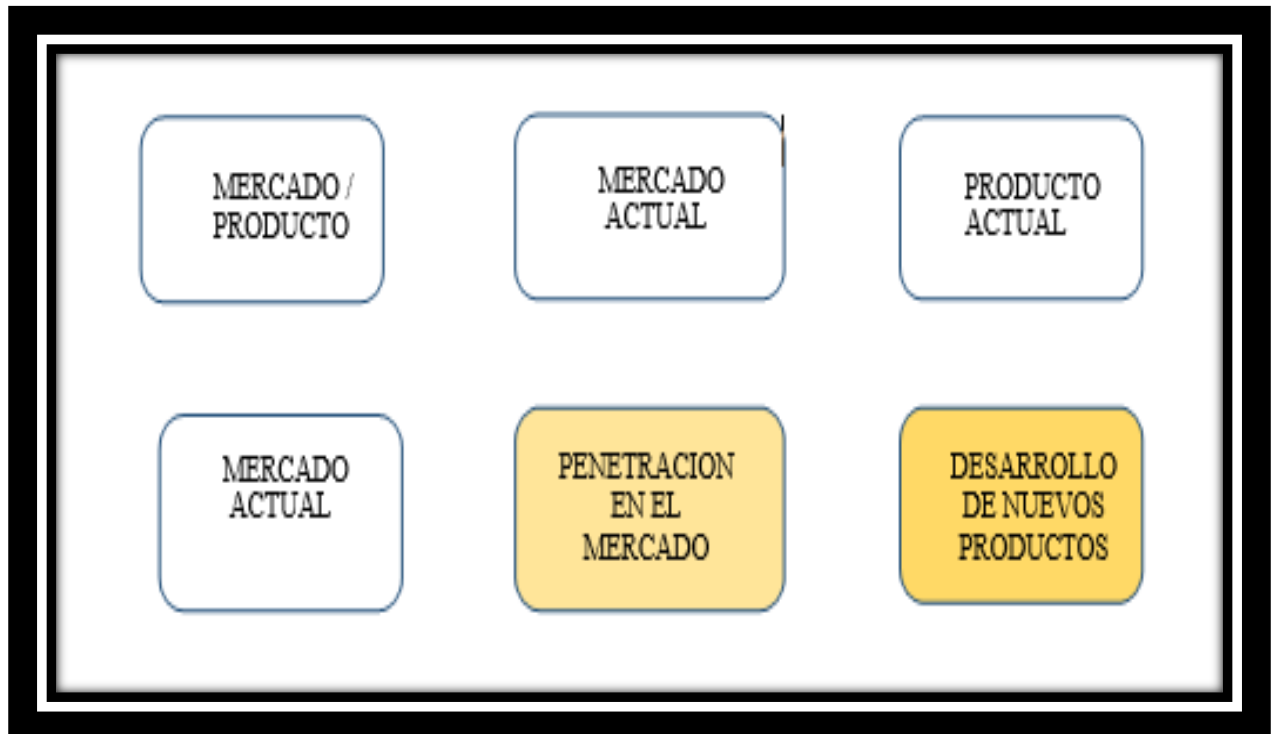 MERCADO /
PRODUCTO
MERCADO
ACTUAL
PRODUCTO
ACTUAL
MERCADO
ACTUAL
PENETRACION
EN EL
MERCADO
DESARROLLO
DE NUEVOS
PRODUCTOS